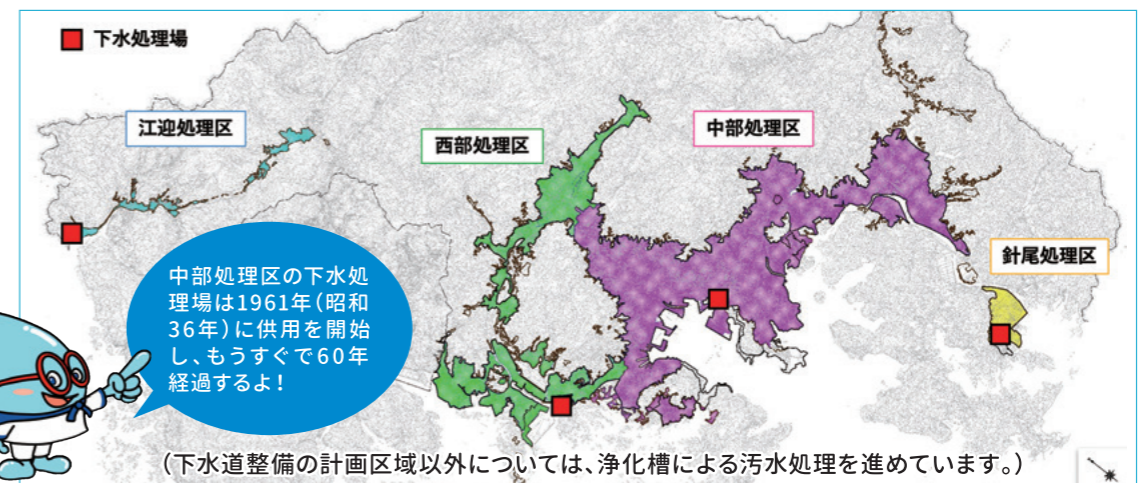 下水処理場
江迎処理区
西部処理区
中部処理区
針尾処理区
中部処理区の下水処
理場は1961年(昭和
36年)に供用を開始
し、もうすぐで60年
経過するよ!
(下水道整備の計画区域以外については、浄化槽による汚水処理を進めています。)